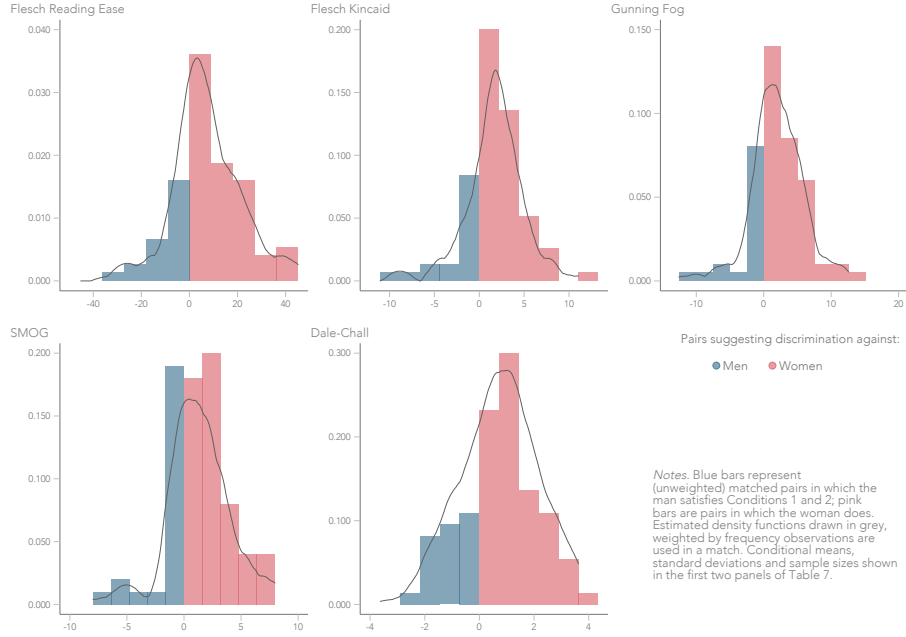 Flesch Reading Ease
0.040
0.030
0.020
0.010
0.000
-40
-20
0
20
40
Flesch Kincaid
0.200
0.150
0.100
0.050
0.000
-10
-5
0
5
10
Gunning Fog
0.150
0.100
0.050
0.000
-10
0
10
20
SMOG
0.200
0.150
0.100
0.050
0.000
-10
-5
0
5
10
Dale-Chall
0.300
0.200
0.100
0.000
-4
-2
0
2
4
Pairs suggesting discrimination against:
Men
Women
Notes. Blue bars represent
(unweighted) matched pairs in which the
man satisfies Conditions 1 and 2; pink
bars are pairs in which the woman does.
Estimated density functions drawn in grey,
weighted by frequency observations are
used in a match. Conditional means,
standard deviations and sample sizes shown
in the first two panels of Table 7.